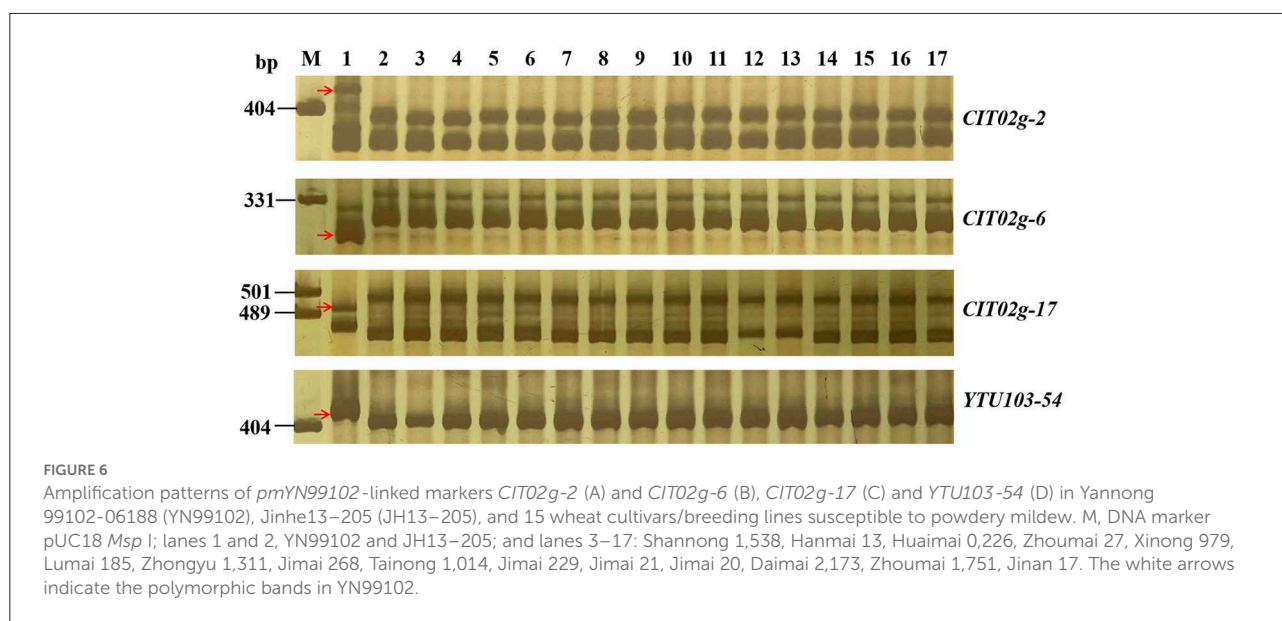 bp M 1 2 3 4 5 6 7 8 9 10 11 12 13 14 15 16 17
404
CIT02g-2
331
CIT02g-6
501
489
CIT02g-17
404
YTU103-54
FIGURE 6
Amplification patterns of pmYN99102-linked markers CIT02g-2 (A) and CIT02g-6 (B), CIT02g-17 (C) and YTU103-54 (D) in Yannong
99102-06188 (YN99102), Jinhe13–205 (JH13–205), and 15 wheat cultivars/breeding lines susceptible to powdery mildew. M, DNA marker
pUC18 Msp I; lanes 1 and 2, YN99102 and JH13–205; and lanes 3–17: Shannong 1,538, Hanmai 13, Huaimai 0,226, Zhoumai 27, Xinong 979,
Lumai 185, Zhongyu 1,311, Jimai 268, Tainong 1,014, Jimai 229, Jimai 21, Jimai 20, Daimai 2,173, Zhoumai 1,751, Jinan 17. The white arrows
indicate the polymorphic bands in YN99102.